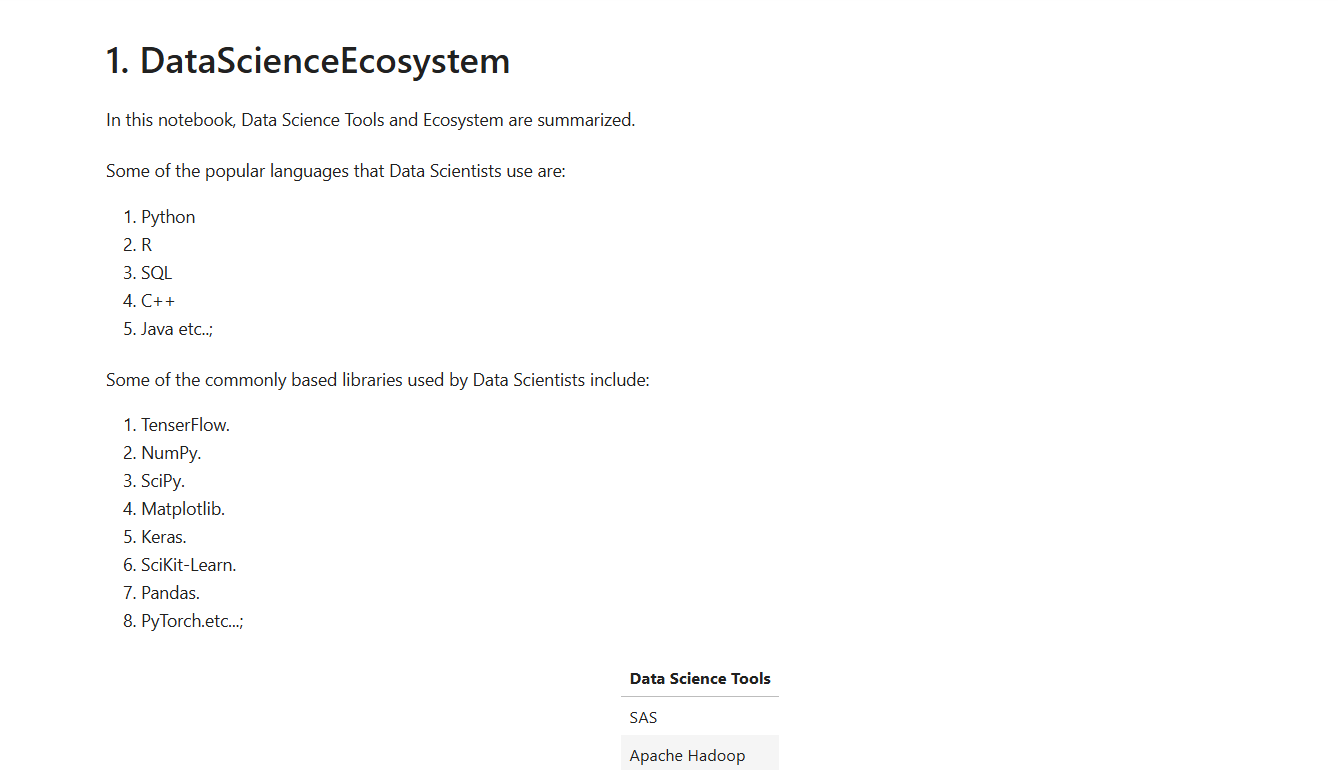 1. DataScienceEcosystem
In this notebook, Data Science Tools and Ecosystem are summarized.
Some of the popular languages that Data Scientists use are:
1. Python
2. R
3. SQL
4. C++
5. Java etc..;
Some of the commonly based libraries used by Data Scientists include:
1. TenserFlow.
2. NumPy.
3. SciPy.
4. Matplotlib.
5. Keras.
6. SciKit-Learn.
7. Pandas.
8. PyTorch.etc...;
Data Science Tools
SAS
Apache Hadoop